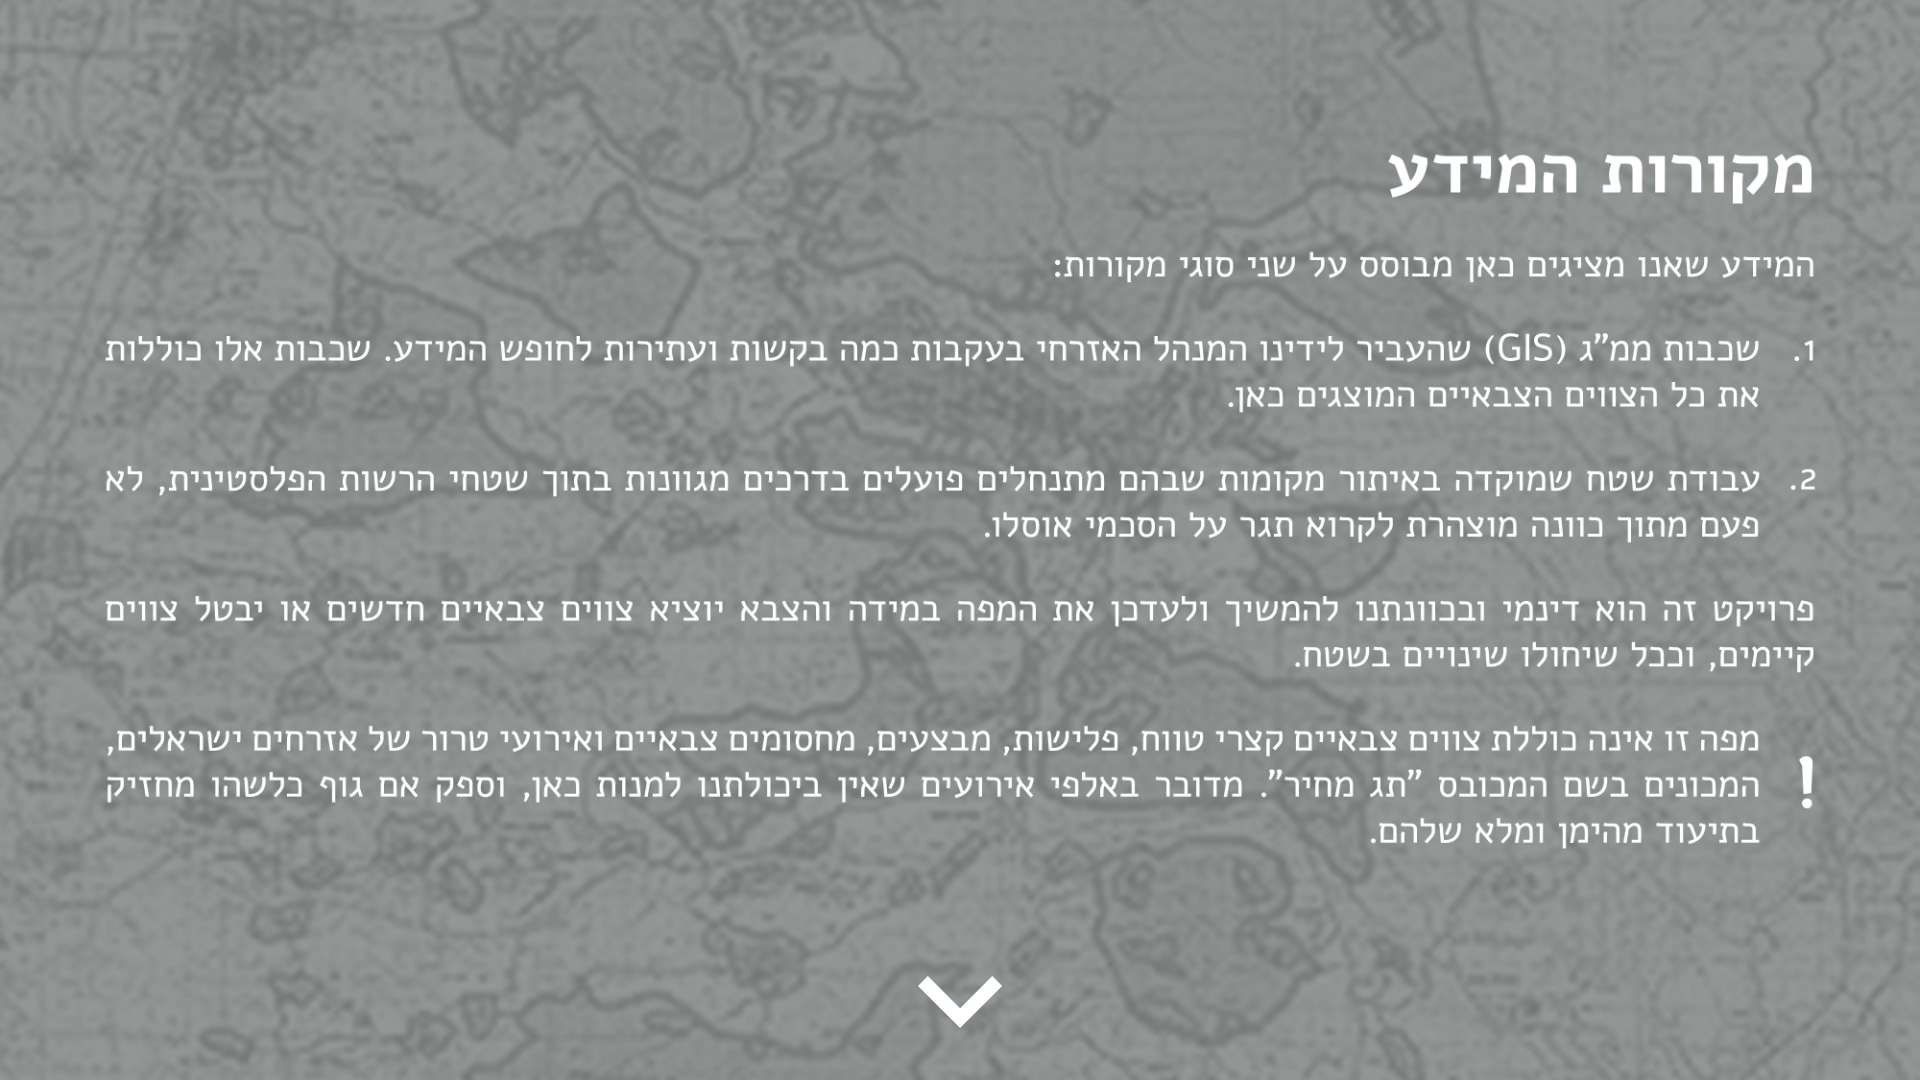 מקורות המידע
המידע שאנו מציגים כאן מבוסס על שני סוגי מקורות:
1. שכבות ממ"ג (GIS) שהעביר לידינו המנהל האזרחי בעקבות כמה בקשות ועתירות לחופש המידע. שכבות אלו כוללות
את כל הצווים הצבאיים המוצגים כאן.
2. עבודת שטח שמוקדה באיתור מקומות שבהם מתנחלים פועלים בדרכים מגוונות בתוך שטחי הרשות הפלסטינית, לא
פעם מתוך כוונה מוצהרת לקרוא תגר על הסכמי אוסלו.
פרויקט זה הוא דינמי ובכוונתנו להמשיך ולעדכן את המפה במידה והצבא יוציא צווים צבאיים חדשים או יבטל צווים
קיימים, וככל שיחולו שינויים בשטח.
! מפה זו אינה כוללת צווים צבאיים קצרי טווח, פלישות, מבצעים, מחסומים צבאיים ואירועי טרור של אזרחים ישראלים,
המכונים בשם המכובס "תג מחיר". מדובר באלפי אירועים שאין ביכולתנו למנות כאן, וספק אם גוף כלשהו מחזיק
בתיעוד מהימן ומלא שלהם.